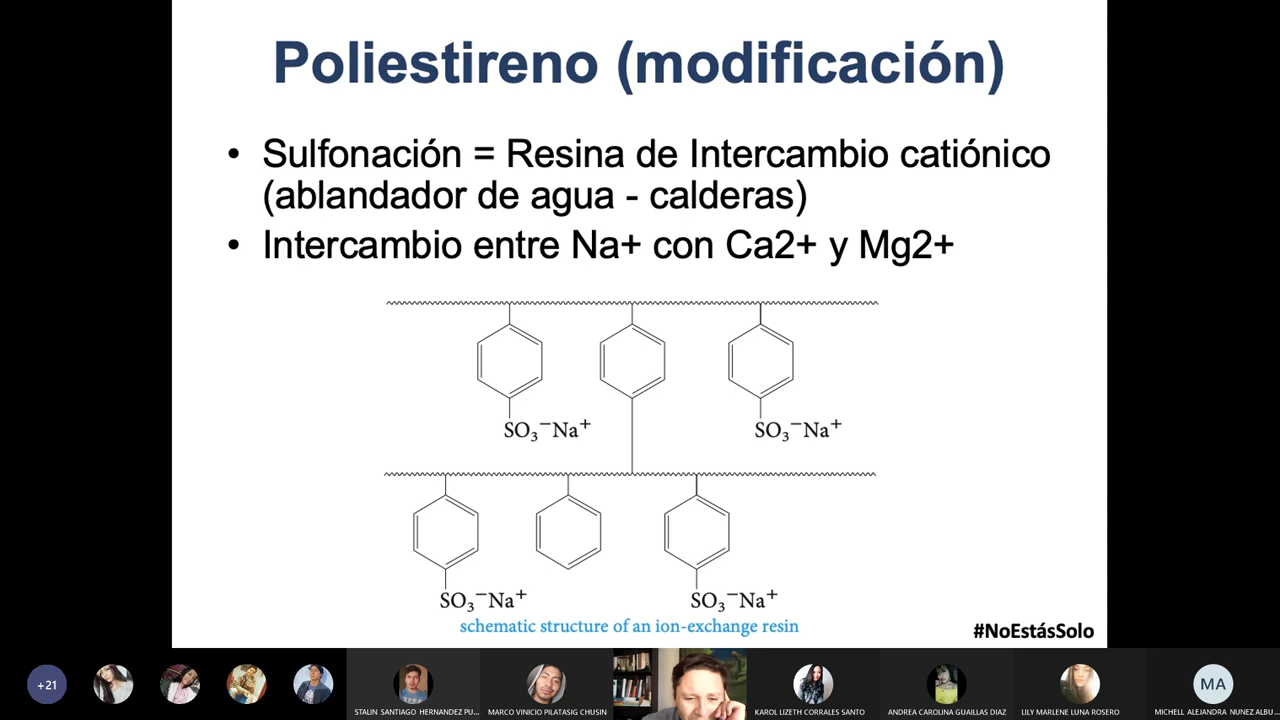 Poliestireno (modificación)
• Sulfonación = Resina de Intercambio catiónico
(ablandador de agua - calderas)
• Intercambio entre Na+ con Ca2+ y Mg2+
SO₃⁻Na⁺
SO₃⁻Na⁺
SO₃⁻Na⁺
SO₃⁻Na⁺
schematic structure of an ion-exchange resin
#NoEstásSolo
+21
STALIN SANTIAGO HERNANDEZ PU...
MARCO VINICIO PILATASIG CHUSIN
KAROL LIZETH CORRALES SANTO
ANDREA CAROLINA GUAILLAS DIAZ
LILY MARLENE LUNA ROSERO
MA
MICHELL ALEJANDRA NUNEZ ALBU...